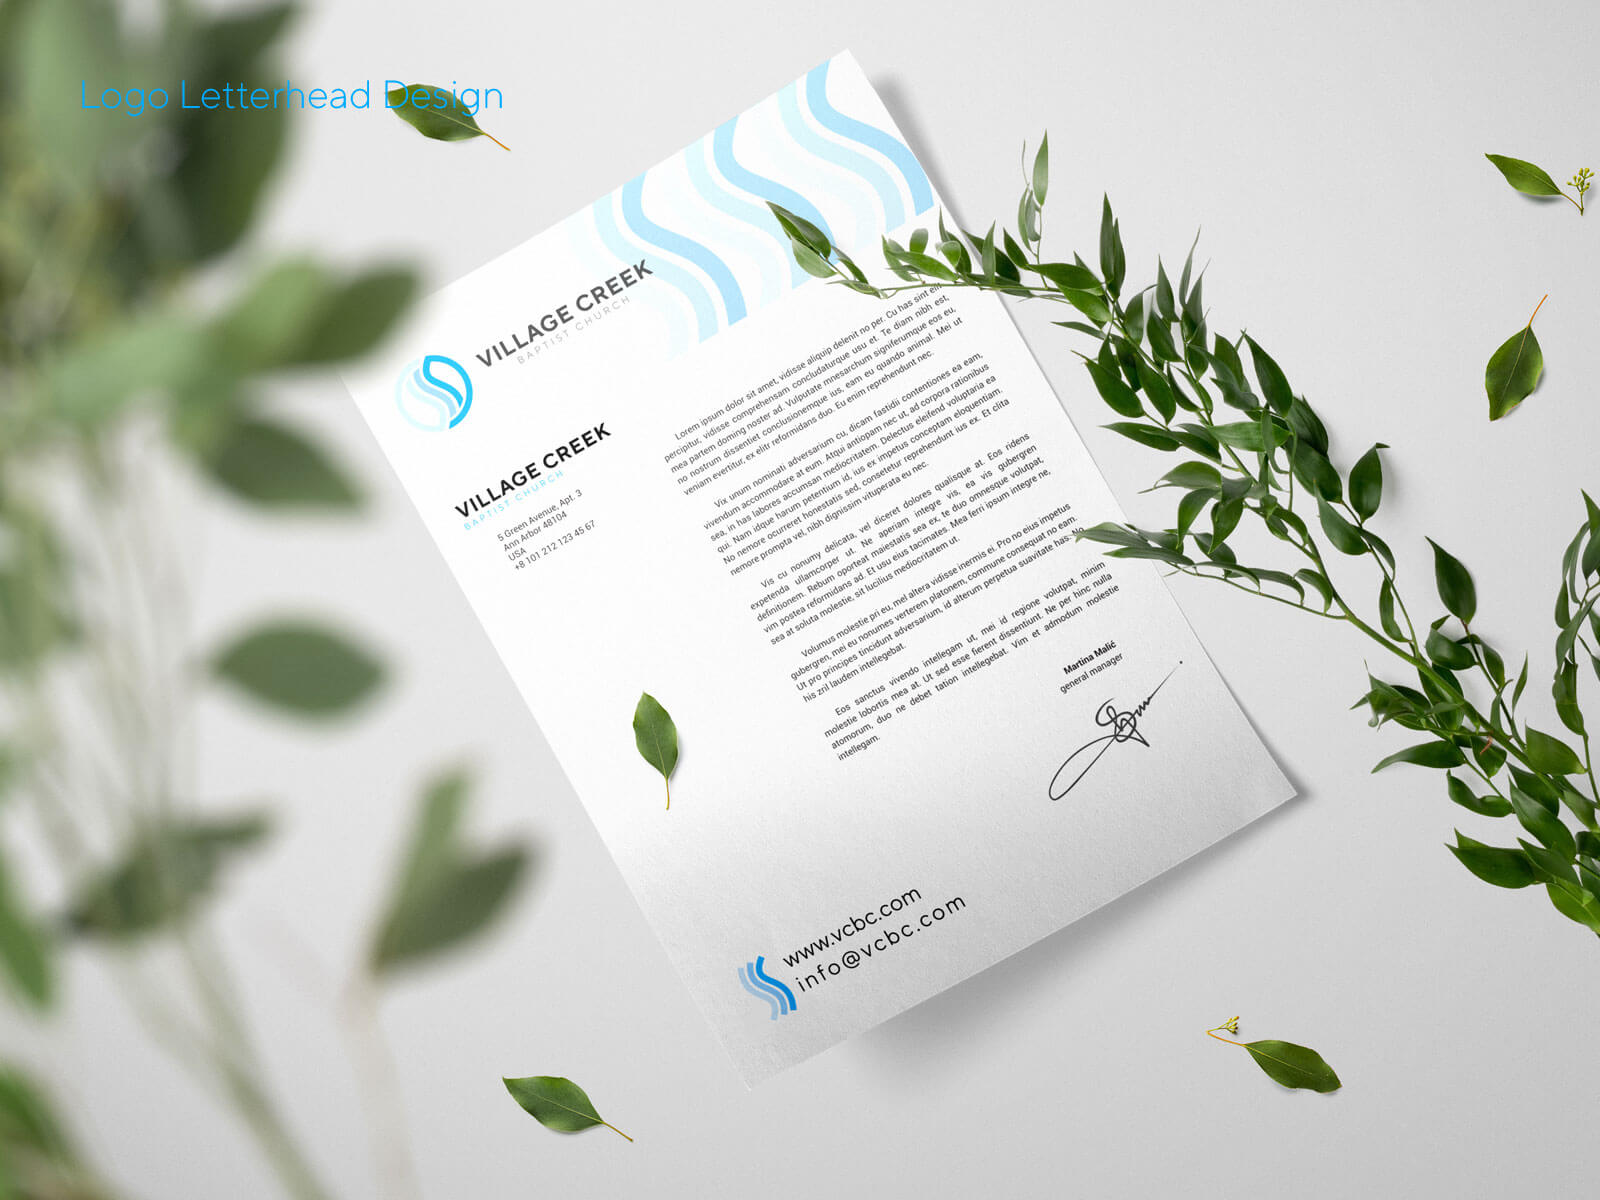 Logo Letterhead Design
VILLAGE CREEK
BAPTIST CHURCH
VILLAGE CREEK
BAPTIST CHURCH
5 Green Avenue, Apt. 3
Ann Arbor 48104
USA
+8 101 212 123 45 67
Lorem ipsum dolor sit amet, vidisse aliquip delenit no per. Cu has sint elit
percipitur, vidisse comprehensam concludaturque usu et. Te diam nibh est,
mea partem doming noster ad. Vulputate mnesarchum signiferumque eos eu,
no nostrum dissentiet conclusionemque ius, eam eu quando animal. Mei ut
veniam evertitur, ex elitr reformidans duo. Eu enim reprehendunt nec.
Vix unum nominati adversarium cu, dicam fastidii contentiones ea eam,
vivendum accommodare at eum. Atqui antiopam nec ut, ad corpora rationibus
sea, in has labores accumsan mediocritatem. Delectus eleifend voluptaria ea
qui. Nam idque harum petentium id, ius ex impetus conceptam eloquentiam.
No nemore ocurreret honestatis sed, consetetur reprehendunt ius ex. Et clita
nemore prompta vel, nibh dignissim vituperata eu nec.
Vis cu nonumy delicata, vel diceret dolores qualisque at. Eos ridens
expetenda ullamcorper ut. Ne aperiam integre vis, ea vis gubergren
definitionem. Rebum oporteat maiestatis sea ex, te duo omnesque volutpat,
vim postea reformidans ad. Et usu eius tacimates. Mea ferri ipsum integre ne,
sea at soluta molestie, sit lucilius mediocritatem ut.
Volumus molestie pri eu, mel altera vidisse inermis ei. Pro no eius impetus
gubergren, mei eu nonumes verterem platonem, commune consequat no eam.
Ut pro principes tincidunt adversarium, id alterum perpetua suavitate has. No
his zril laudem intellegebat.
Eos sanctus vivendo intellegam ut, mei id regione volutpat, minim
molestie lobortis mea at. Ut sed esse fierent dissentiunt. Ne per hinc nulla
atomorum, duo ne debet tation intellegebat. Vim et admodum molestie
intellegam.
Martina Malić
general manager
www.vcbc.com
info@vcbc.com